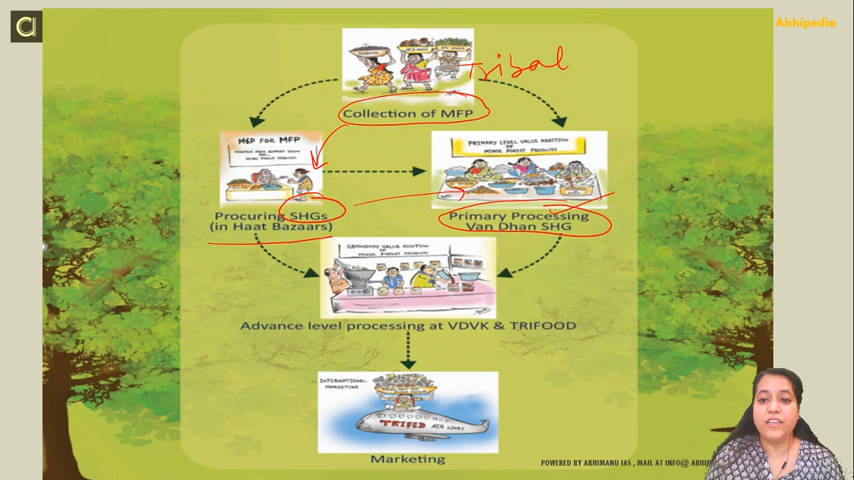 Abhipedia
Tribal
Collection of MFP
MSP FOR MFP
PRIMARY LEVEL VALUE ADDITION
OF
MINOR FOREST PRODUCE
Procuring SHGs
(in Haat Bazaars)
Primary Processing
Van Dhan SHG
SECONDARY VALUE ADDITION
OF
MINOR FOREST PRODUCE
Advance level processing at VDVK & TRIFOOD
INTERNATIONAL
MARKETING
TRIFED AIR LINES
Marketing
POWERED BY ABHIMANU IAS , MAIL AT INFO@ ABHIM